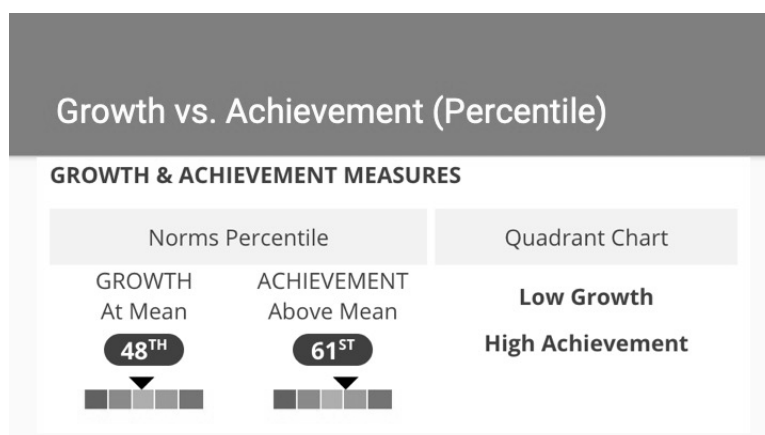 Growth vs. Achievement (Percentile)
GROWTH & ACHIEVEMENT MEASURES
Norms Percentile
Quadrant Chart
GROWTH
At Mean
48TH
ACHIEVEMENT
Above Mean
61ST
Low Growth
High Achievement